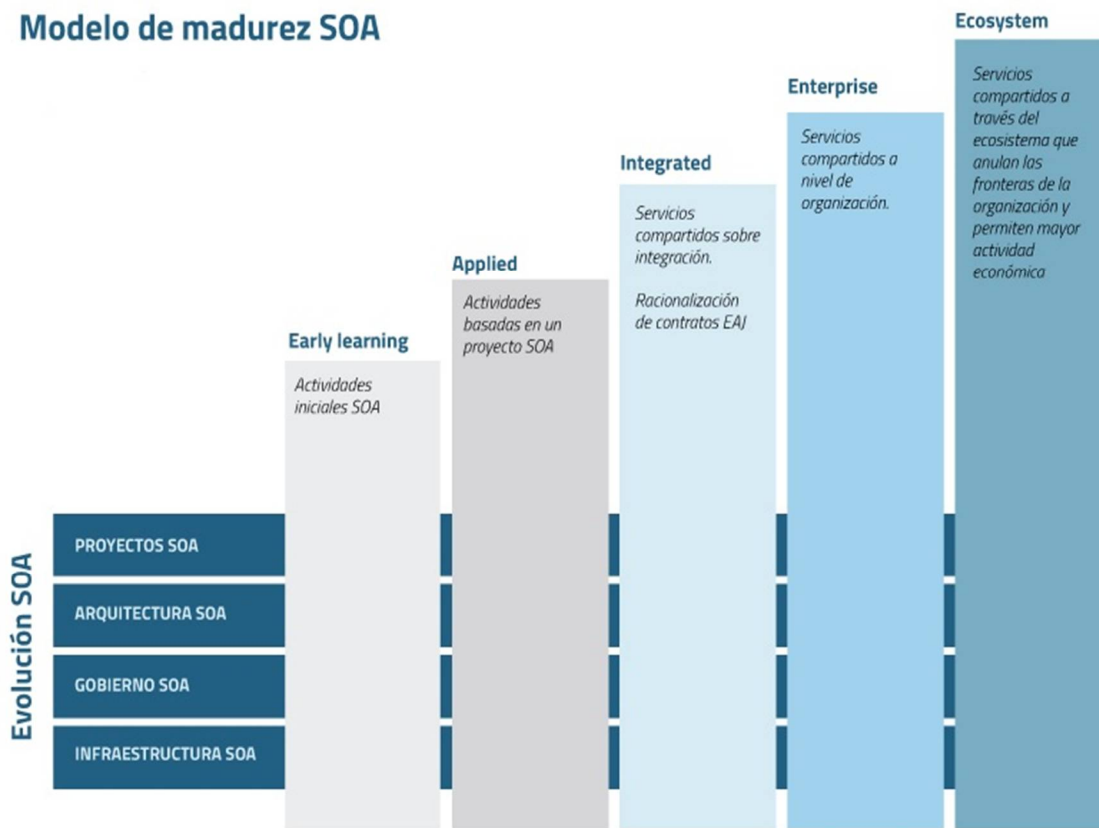 Modelo de madurez SOA
Ecosystem
Servicios
compartidos a
través del
ecosistema que
anulan las
fronteras de la
organización y
permiten mayor
actividad
económica
Enterprise
Servicios
compartidos a
nivel de
organización.
Integrated
Servicios
compartidos sobre
integración.
Racionalización
de contratos EAJ
Applied
Actividades
basadas en un
proyecto SOA
Early learning
Actividades
iniciales SOA
Evolución SOA
PROYECTOS SOA
ARQUITECTURA SOA
GOBIERNO SOA
INFRAESTRUCTURA SOA